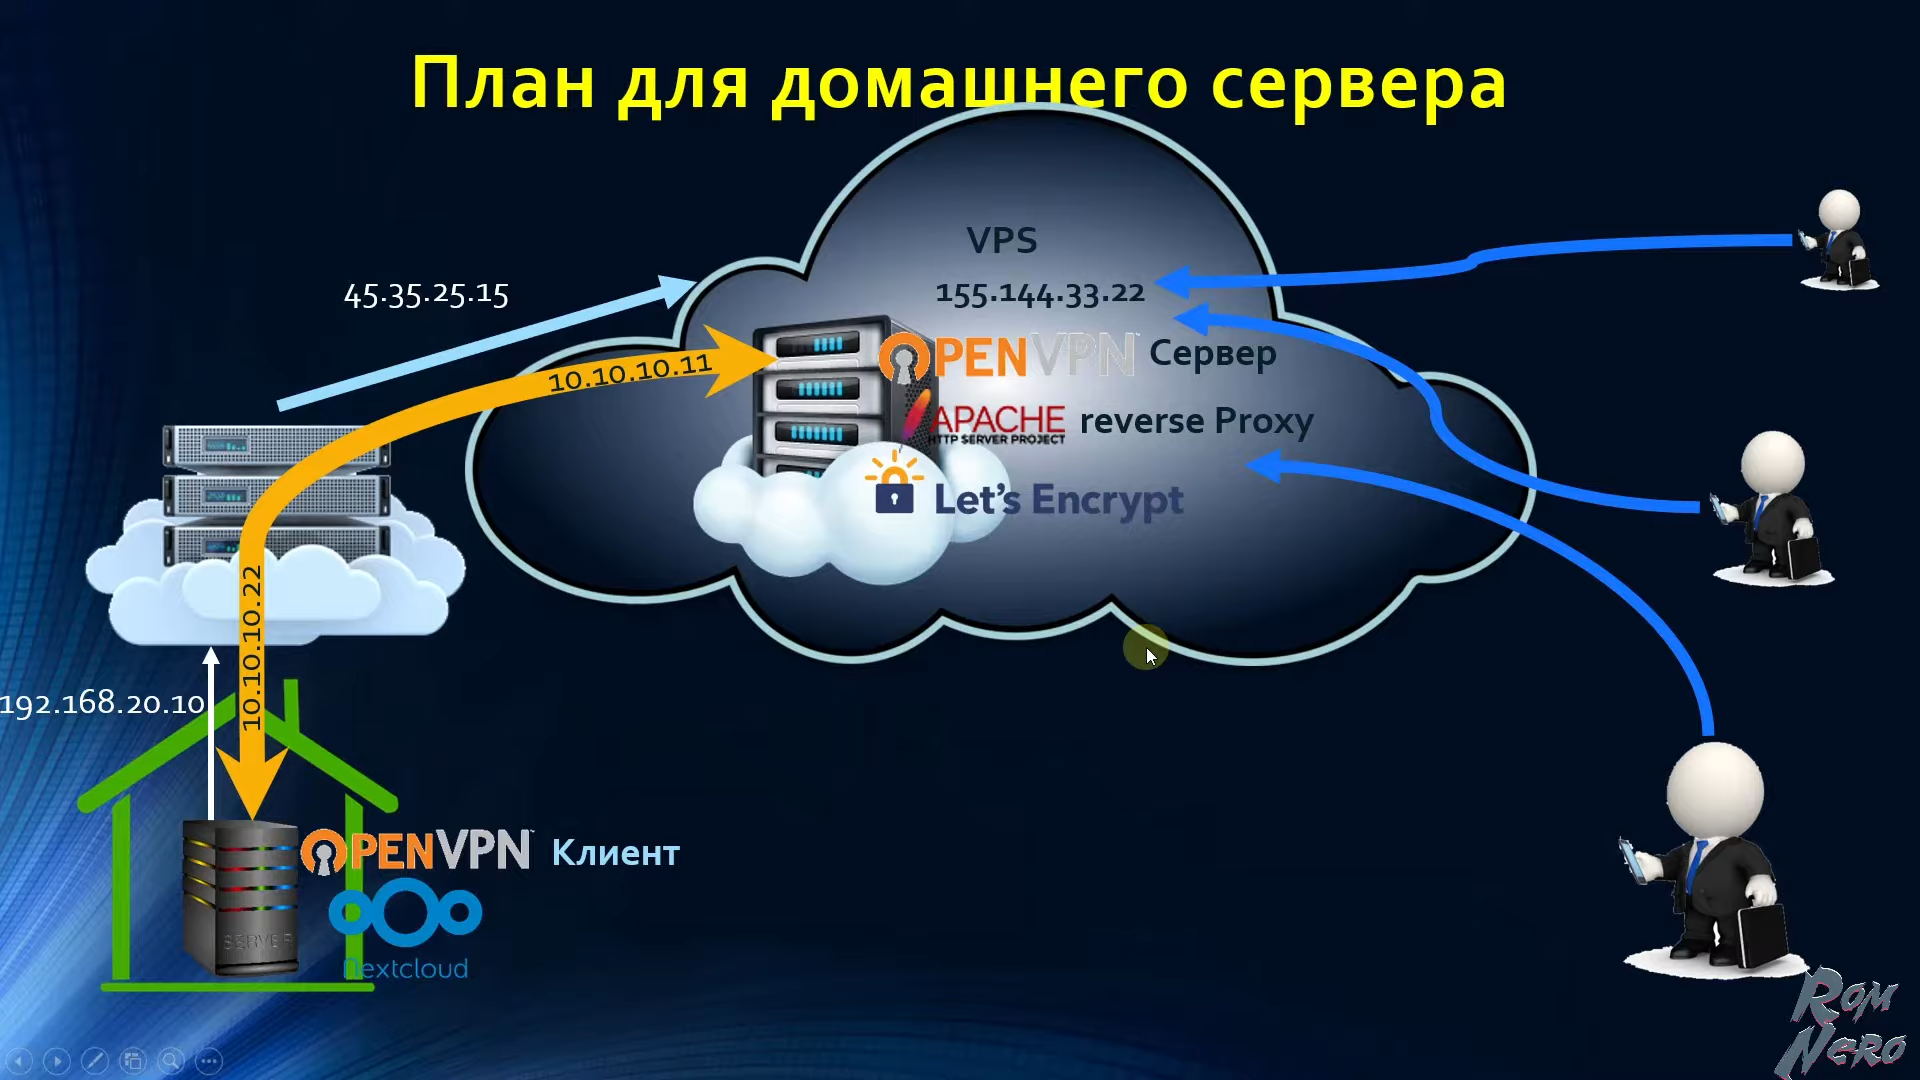 План для домашнего сервера
VPS
45.35.25.15
155.144.33.22
OPENVPN Сервер
10.10.10.11
APACHE reverse Proxy
HTTP SERVER PROJECT
Let's Encrypt
10.10.10.22
192.168.20.10
OPENVPN Клиент
SERVER
Nextcloud
Rom
Nero